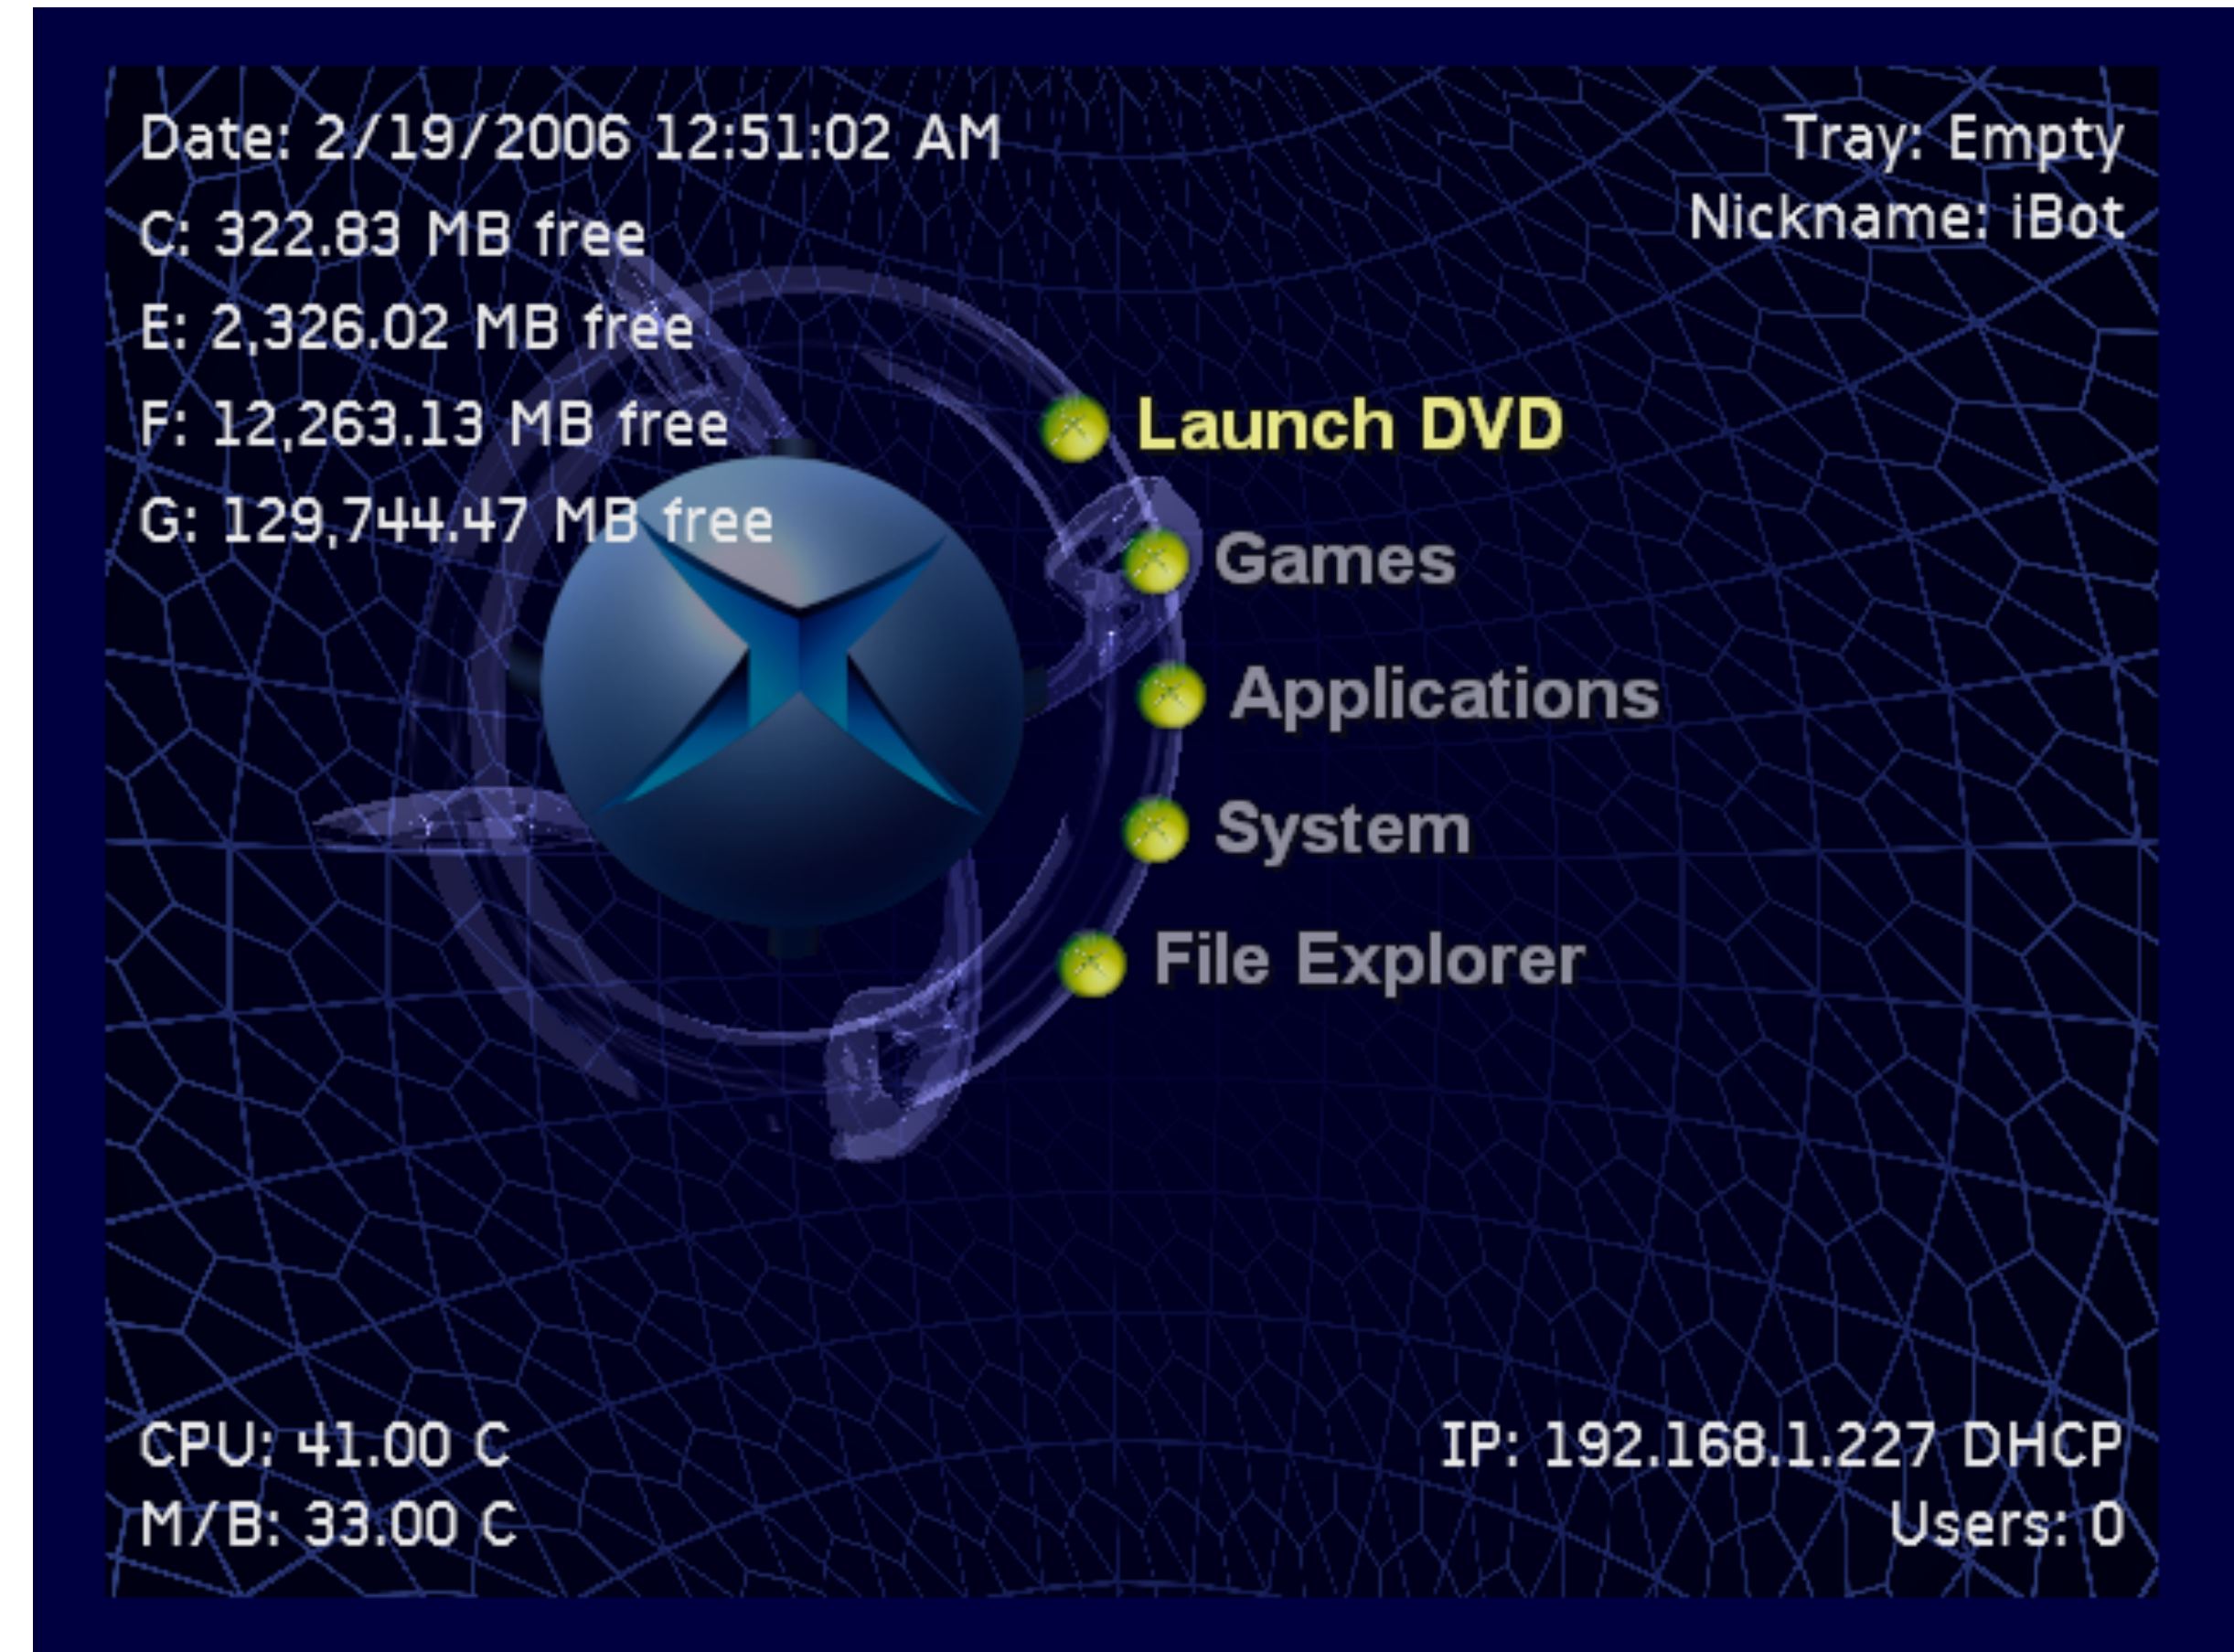 Date: 2/19/2006 12:51:02 AM
C: 322.83 MB free
E: 2,326.02 MB free
F: 12,263.13 MB free
G: 129,744.47 MB free
Tray: Empty
Nickname: iBot
Launch DVD
Games
Applications
System
File Explorer
CPU: 41.00 C
M/B: 33.00 C
IP: 192.168.1.227 DHCP
Users: 0